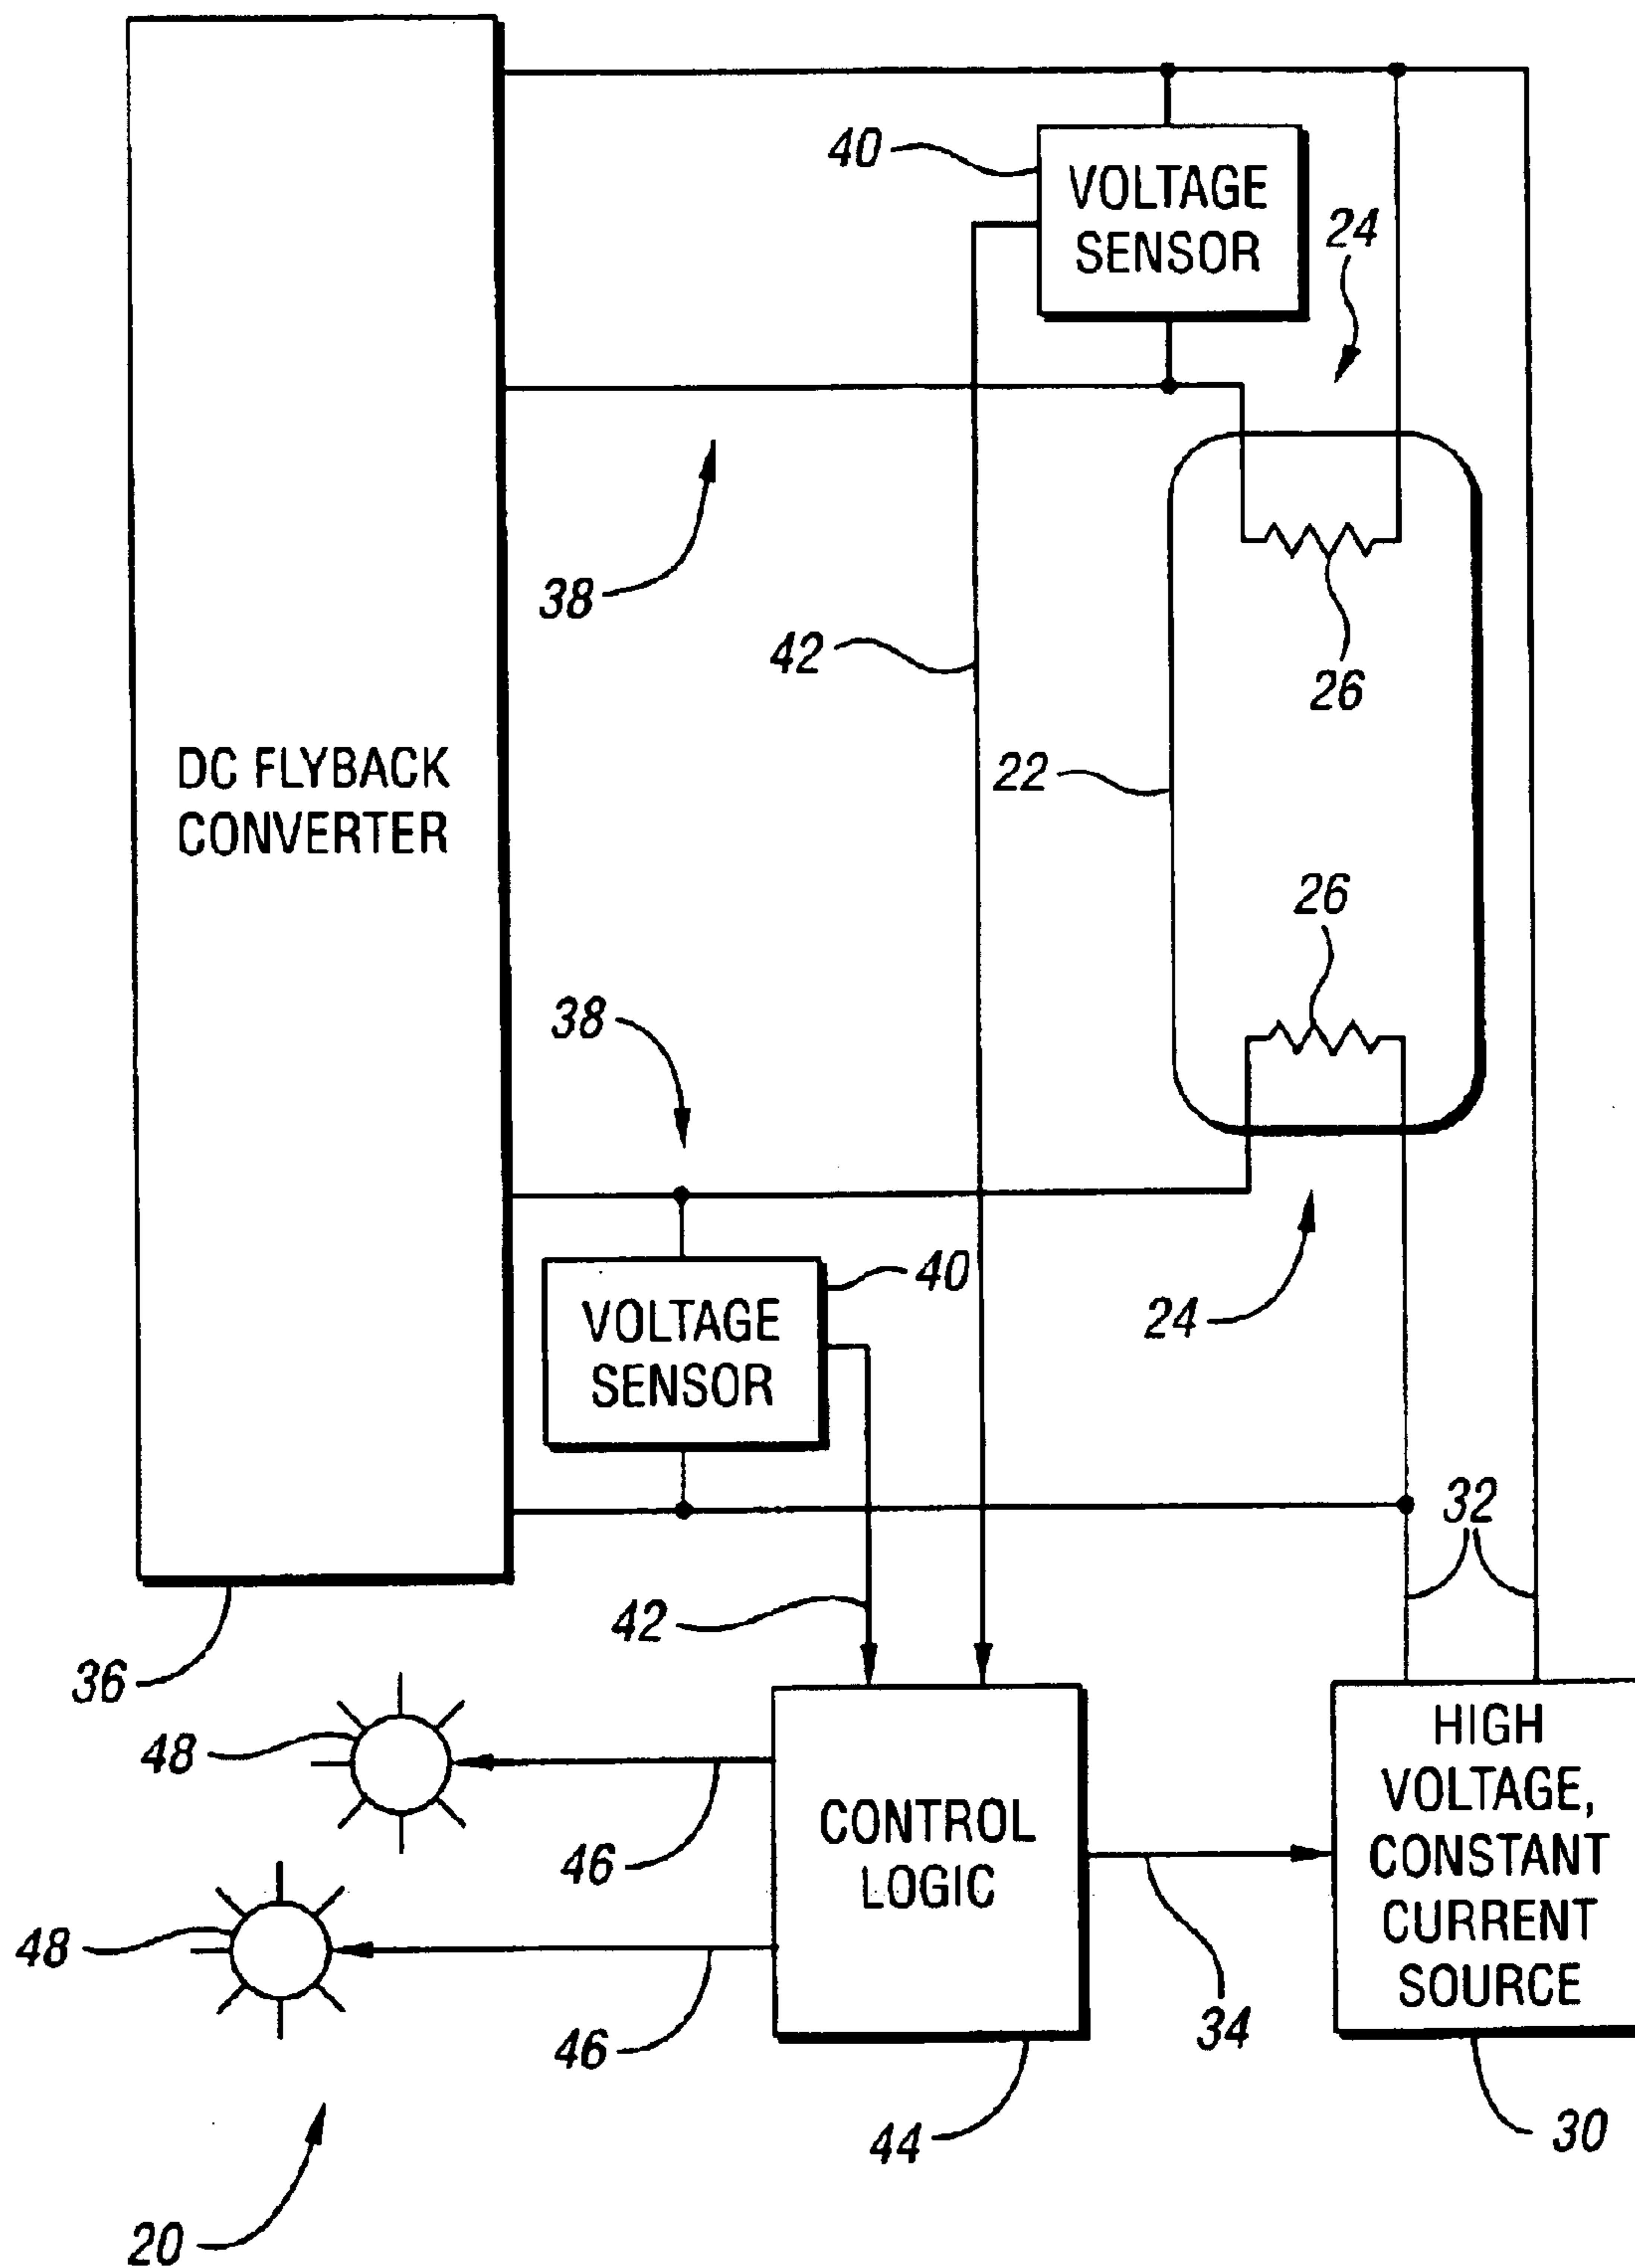 40
VOLTAGE
SENSOR
24
38
42
26
DC FLYBACK
CONVERTER
22
26
38
40
VOLTAGE
SENSOR
24
32
42
36
48
HIGH
VOLTAGE,
CONSTANT
CURRENT
SOURCE
CONTROL
LOGIC
46
48
46
34
44
30
20